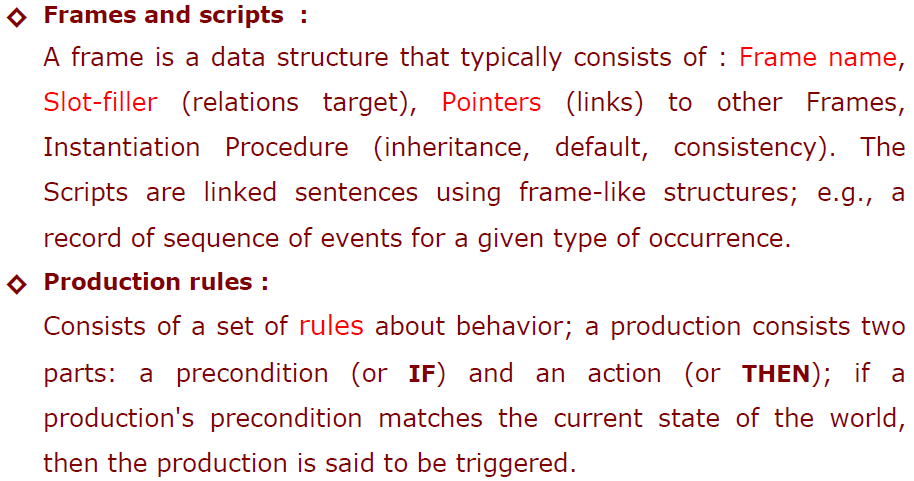 ◇ Frames and scripts :
A frame is a data structure that typically consists of : Frame name,
Slot-filler (relations target), Pointers (links) to other Frames,
Instantiation Procedure (inheritance, default, consistency). The
Scripts are linked sentences using frame-like structures; e.g., a
record of sequence of events for a given type of occurrence.
◇ Production rules :
Consists of a set of rules about behavior; a production consists two
parts: a precondition (or IF) and an action (or THEN); if a
production's precondition matches the current state of the world,
then the production is said to be triggered.